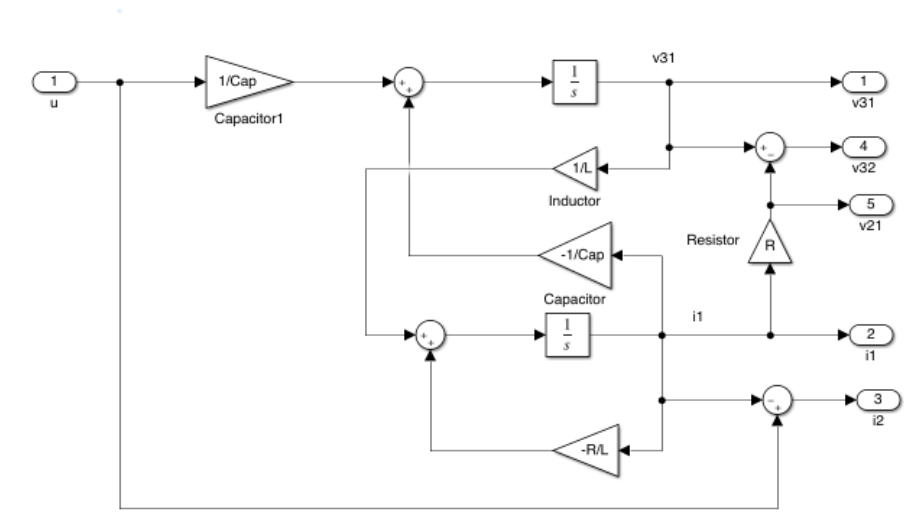 v31
1
u
1/Cap
Capacitor1
+
+
1
s
1
v31
+
−
4
v32
1/L
Inductor
5
v21
Resistor
R
-1/Cap
Capacitor
i1
+
+
1
s
2
i1
−
+
3
i2
-R/L